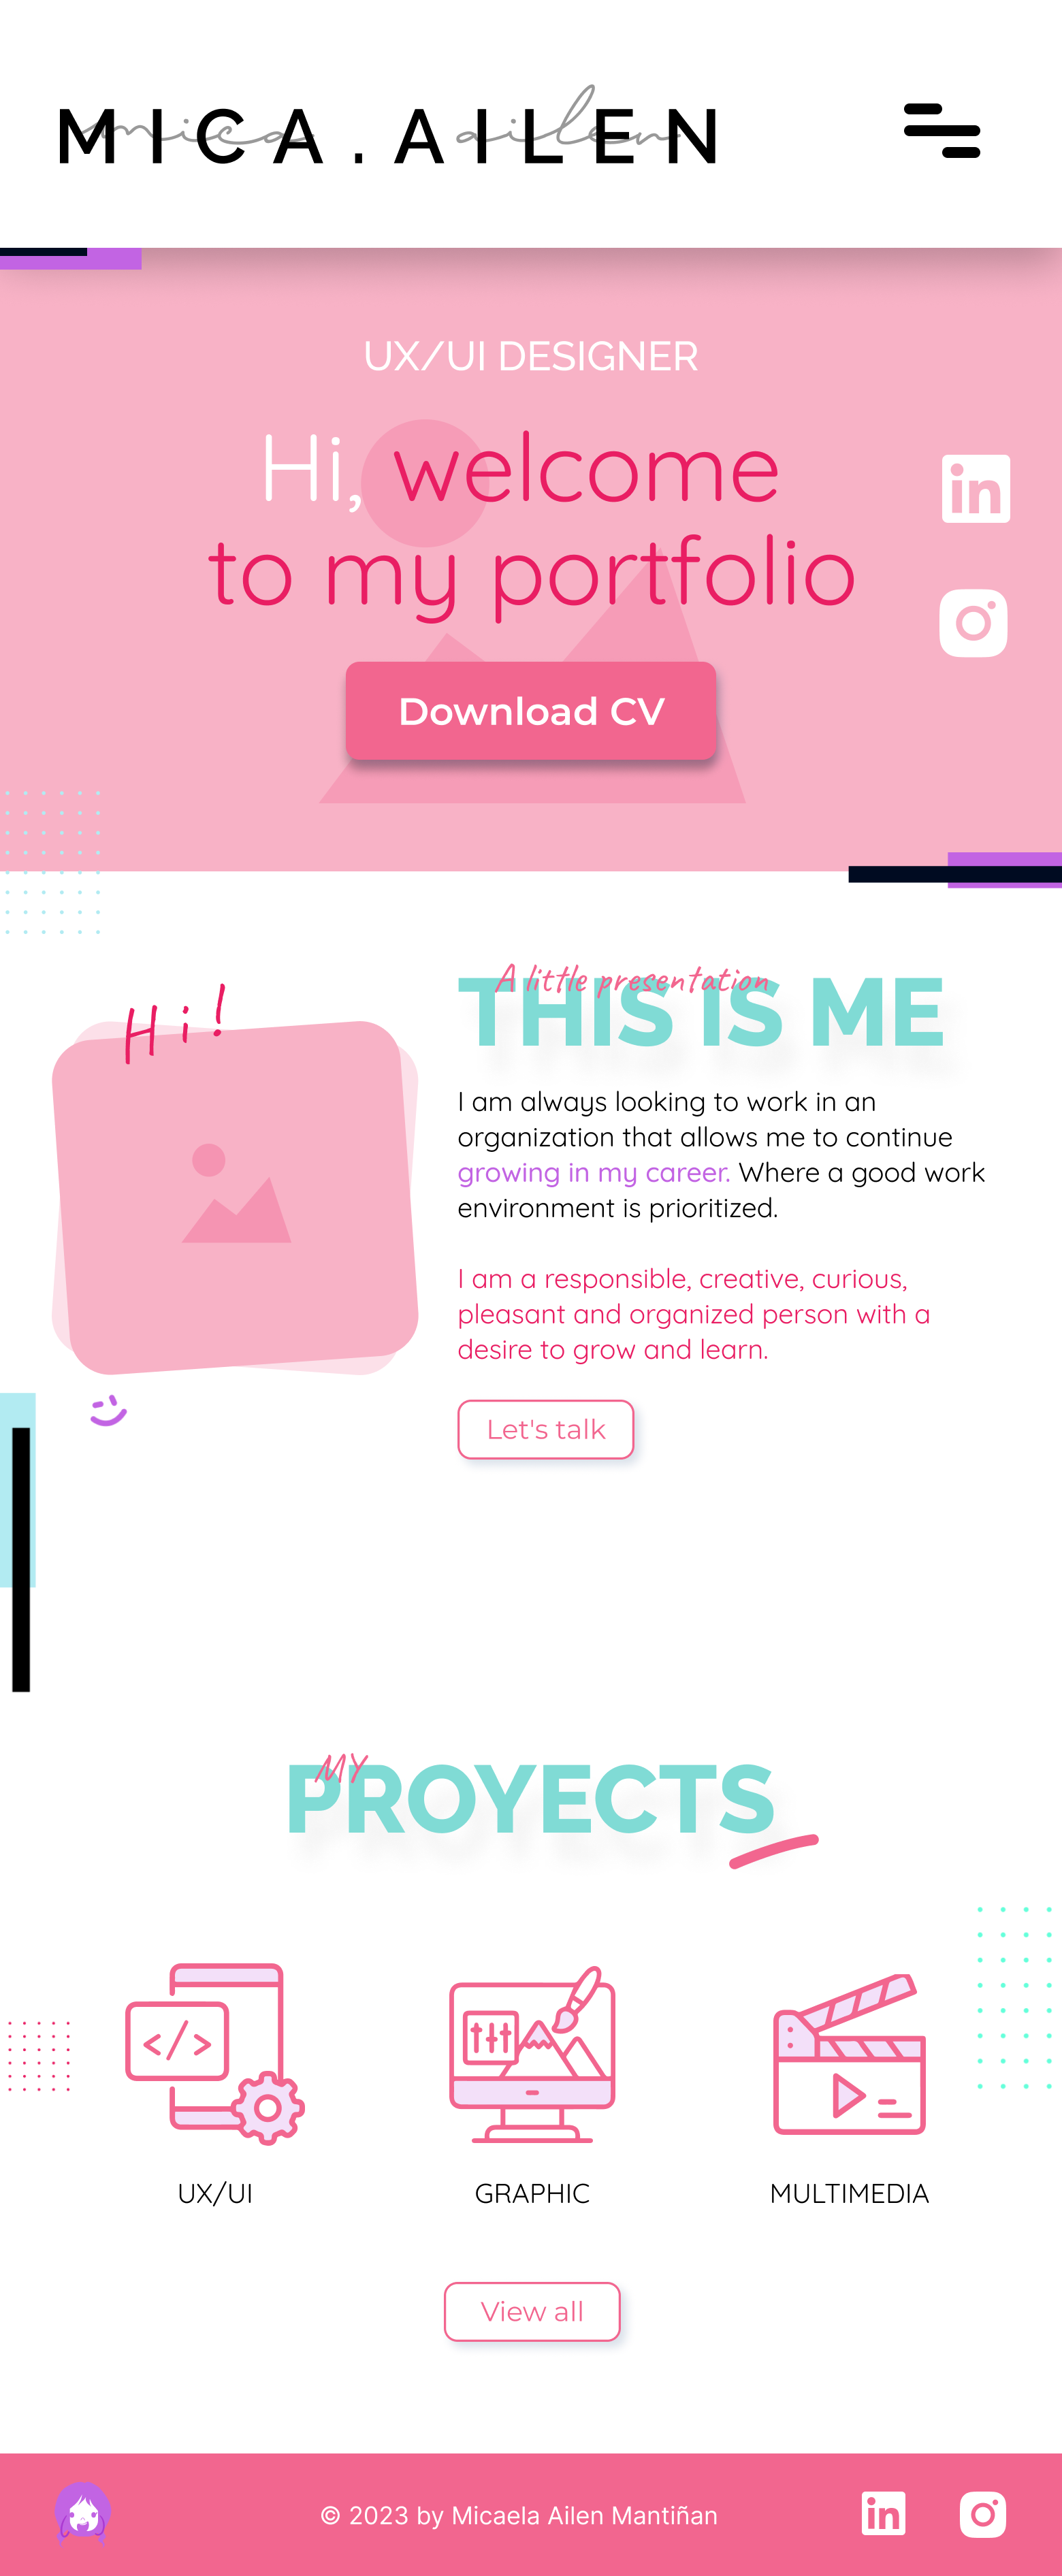 MICA.AILEN
mica ailen
UX/UI DESIGNER
Hi, welcome
to my portfolio
in
Download CV
Hi!
A little presentation
THIS IS ME
I am always looking to work in an
organization that allows me to continue
growing in my career. Where a good work
environment is prioritized.
I am a responsible, creative, curious,
pleasant and organized person with a
desire to grow and learn.
Let's talk
MY
PROYECTS
</>
UX/UI
GRAPHIC
MULTIMEDIA
View all
© 2023 by Micaela Ailen Mantiñan
in